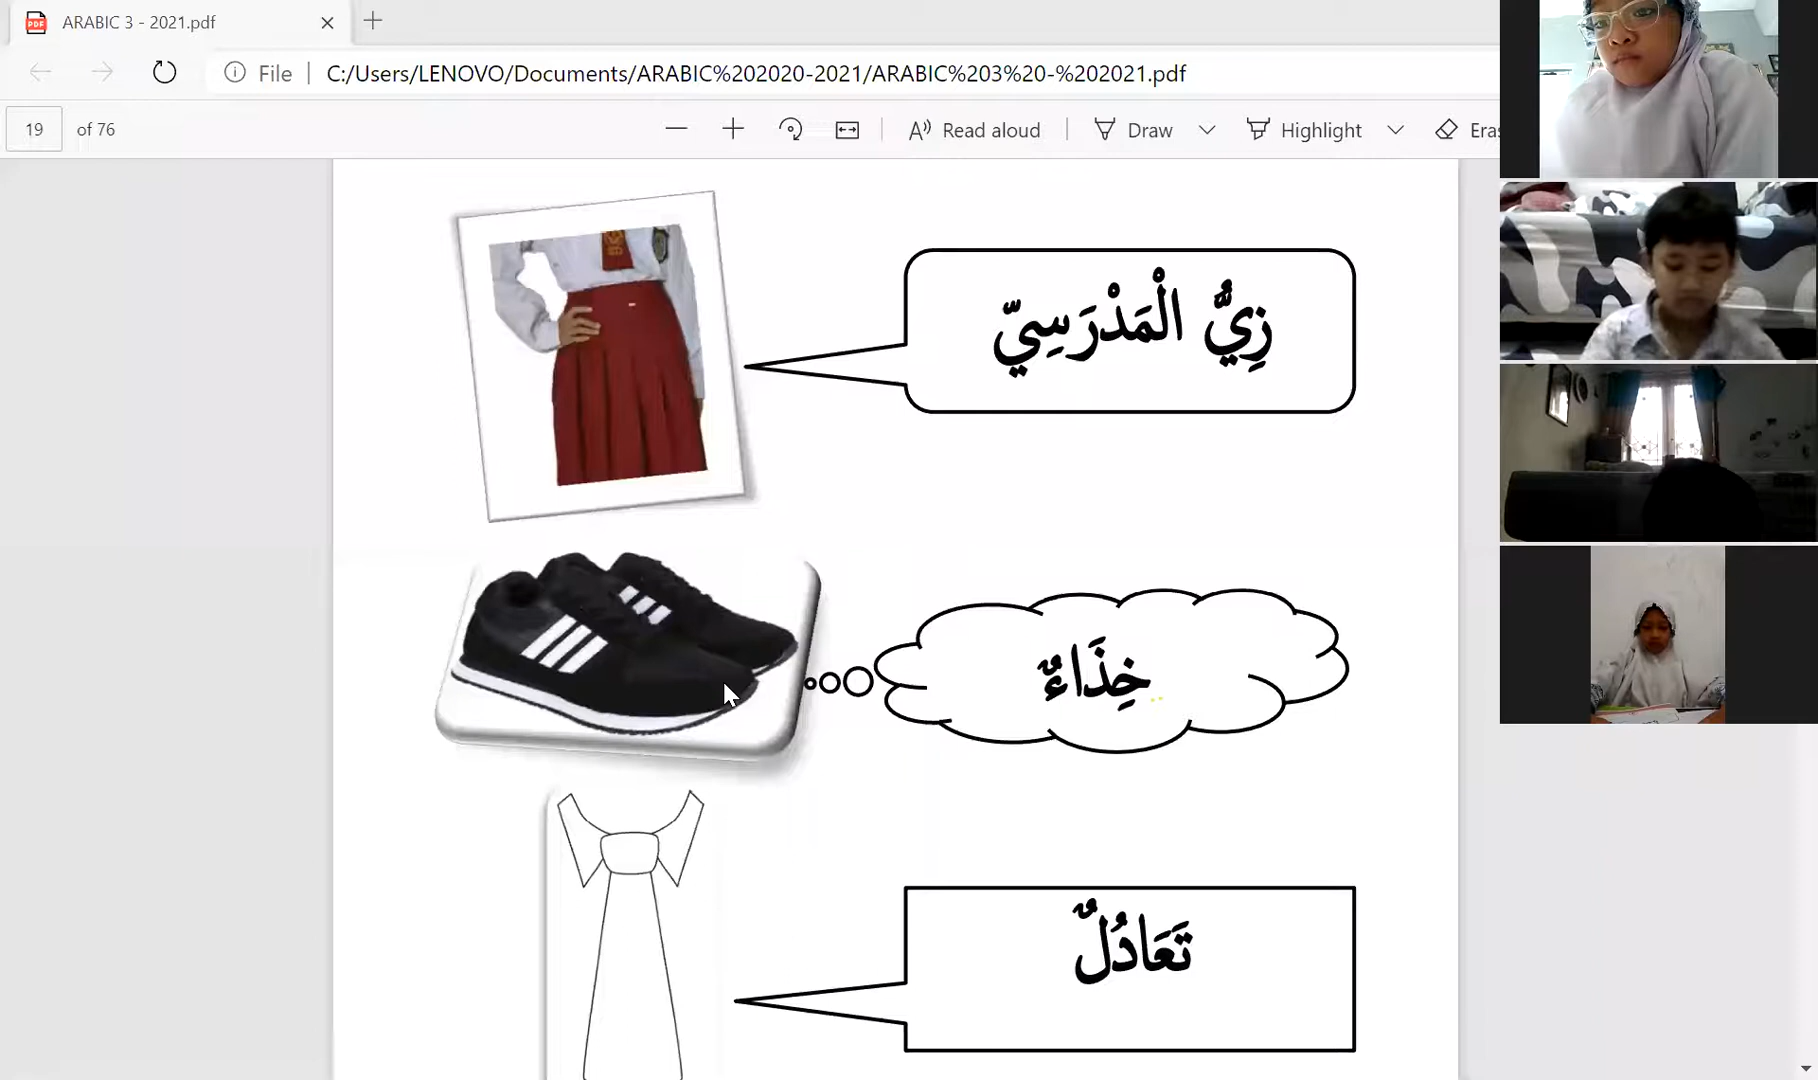 ARABIC 3 - 2021.pdf
File
C:/Users/LENOVO/Documents/ARABIC%202020-2021/ARABIC%203%20-%202021.pdf
19 of 76
Read aloud
Draw
Highlight
Eras
زِيُّ الْمَدْرَسِيّ
خِذَاءٌ
تَعَادُلٌ